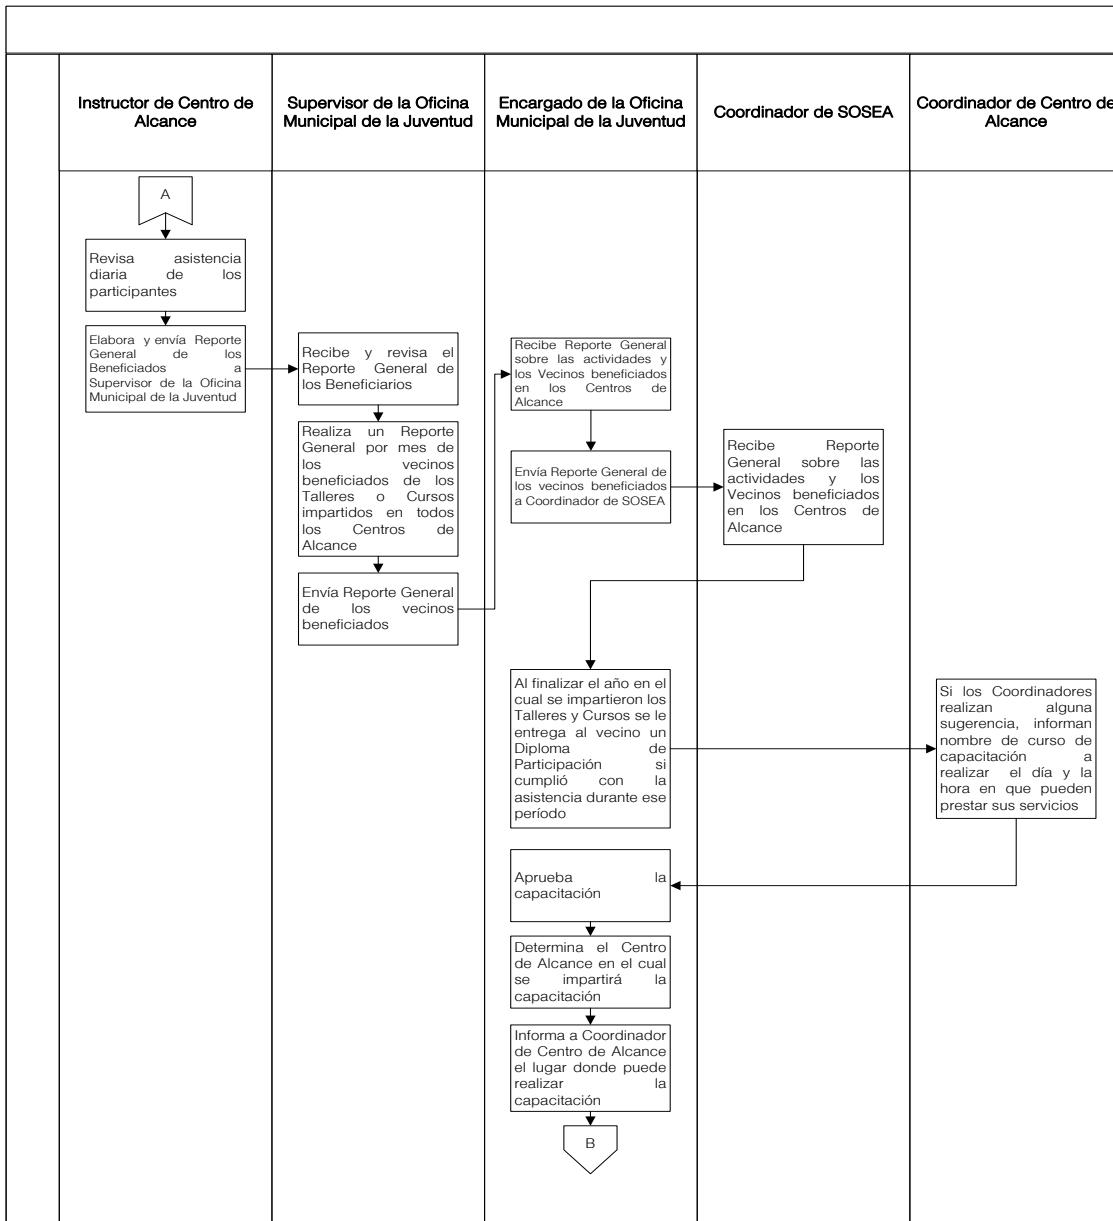 Instructor de Centro de
Alcance
Supervisor de la Oficina
Municipal de la Juventud
Encargado de la Oficina
Municipal de la Juventud
Coordinador de SOSEA
Coordinador de Centro de
Alcance
A
Revisa asistencia
diaria de los
participantes
Elabora y envía Reporte
General de los
Beneficiados a
Supervisor de la Oficina
Municipal de la Juventud
Recibe y revisa el
Reporte General de
los Beneficiarios
Realiza un Reporte
General por mes de
los vecinos
beneficiados de los
Talleres o Cursos
impartidos en todos
los Centros de
Alcance
Envía Reporte General
de los vecinos
beneficiados
Recibe Reporte General
sobre las actividades y
los Vecinos beneficiados
en los Centros de
Alcance
Envía Reporte General de
los vecinos beneficiados
a Coordinador de SOSEA
Recibe Reporte
General sobre las
actividades y los
Vecinos beneficiados
en los Centros de
Alcance
Al finalizar el año en el
cual se impartieron los
Talleres y Cursos se le
entrega al vecino un
Diploma de
Participación si
cumplió con la
asistencia durante ese
período
Si los Coordinadores
realizan alguna
sugerencia, informan
nombre de curso de
capacitación a
realizar el día y la
hora en que pueden
prestar sus servicios
Aprueba la
capacitación
Determina el Centro
de Alcance en el cual
se impartirá la
capacitación
Informa a Coordinador
de Centro de Alcance
el lugar donde puede
realizar la
capacitación
B